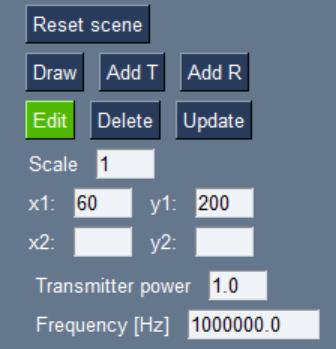 Reset scene
Draw Add T Add R
Edit Delete Update
Scale 1
x1: 60 y1: 200
x2: y2:
Transmitter power 1.0
Frequency [Hz] 1000000.0